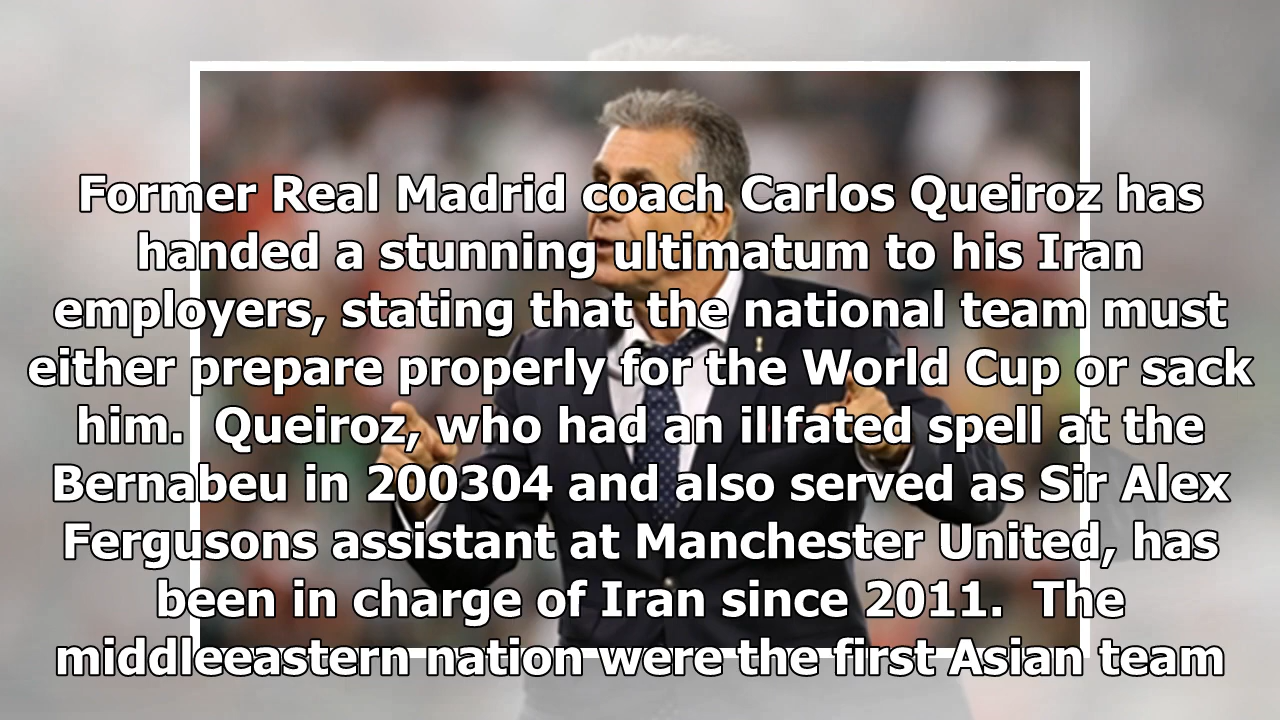 Former Real Madrid coach Carlos Queiroz has
handed a stunning ultimatum to his Iran
employers, stating that the national team must
either prepare properly for the World Cup or sack
him.  Queiroz, who had an illfated spell at the
Bernabeu in 200304 and also served as Sir Alex
Fergusons assistant at Manchester United, has
been in charge of Iran since 2011.  The
middleeastern nation were the first Asian team